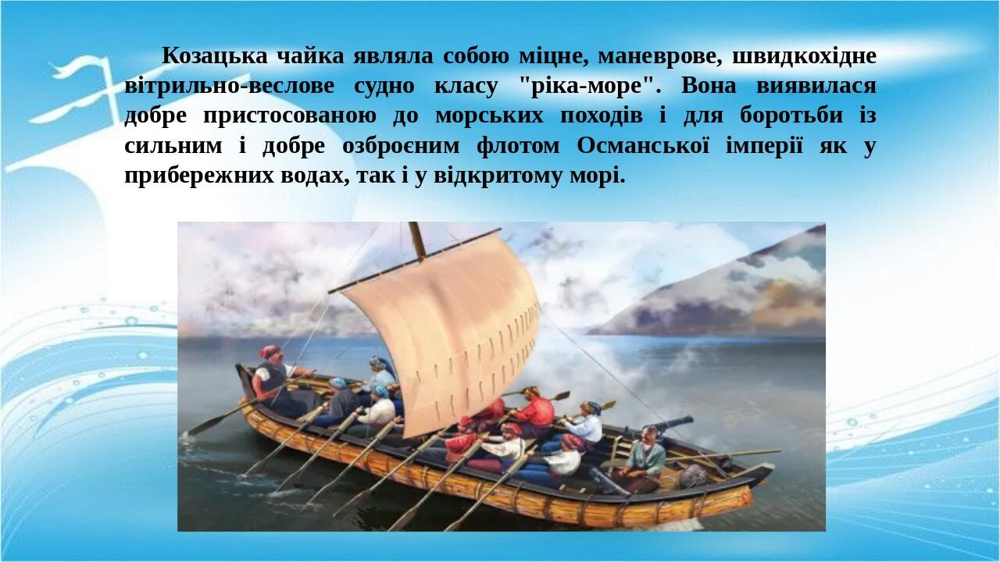 Козацька чайка являла собою міцне, маневрове, швидкохідне
вітрильно-веслове судно класу "ріка-море". Вона виявилася
добре пристосованою до морських походів і для боротьби із
сильним і добре озброєним флотом Османської імперії як у
прибережних водах, так і у відкритому морі.